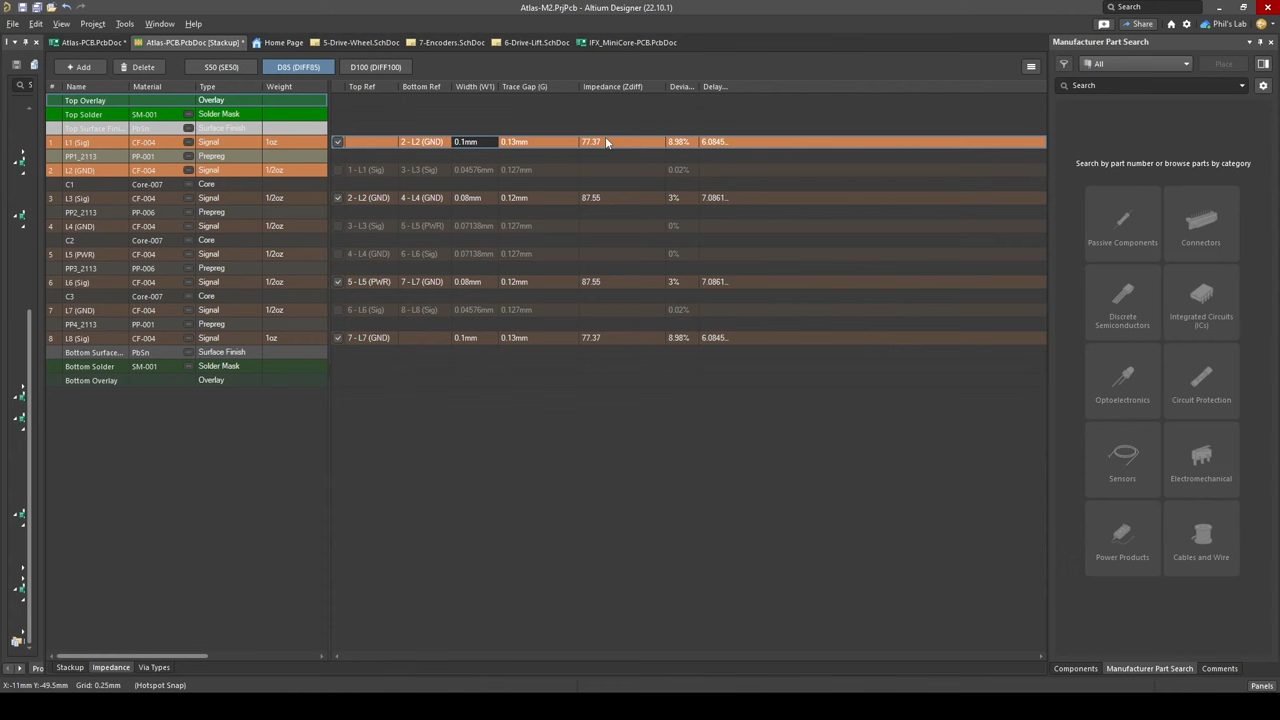 Atlas-M2.PrjPcb - Altium Designer (22.10.1)
Search
File Edit View Project Tools Window Help
Share Phil's Lab
Atlas-PCB.PcbDoc * Atlas-PCB.PcbDoc [Stackup] * Home Page 5-Drive-Wheel.SchDoc 7-Encoders.SchDoc 6-Drive-Lift.SchDoc IFX_MiniCore-PCB.PcbDoc
Manufacturer Part Search
+ Add Delete S50 (SE50) D85 (DIFF85) D100 (DIFF100)
All Place
S Search
# Name Material Type Weight Top Ref Bottom Ref Width (W1) Trace Gap (G) Impedance (Zdiff) Devia... Delay...
Top Overlay Overlay
Top Solder SM-001 Solder Mask
Top Surface Fini... PbSn Surface Finish
1 L1 (Sig) CF-004 Signal 1oz 2 - L2 (GND) 0.1mm 0.13mm 77.37 8.98% 6.0845...
PP1_2113 PP-001 Prepreg
2 L2 (GND) CF-004 Signal 1/2oz 1 - L1 (Sig) 3 - L3 (Sig) 0.04576mm 0.127mm 0.02%
C1 Core-007 Core
3 L3 (Sig) CF-004 Signal 1/2oz 2 - L2 (GND) 4 - L4 (GND) 0.08mm 0.12mm 87.55 3% 7.0861...
PP2_2113 PP-006 Prepreg
4 L4 (GND) CF-004 Signal 1/2oz 3 - L3 (Sig) 5 - L5 (PWR) 0.07138mm 0.127mm 0%
C2 Core-007 Core
5 L5 (PWR) CF-004 Signal 1/2oz 4 - L4 (GND) 6 - L6 (Sig) 0.07138mm 0.127mm 0%
PP3_2113 PP-006 Prepreg
6 L6 (Sig) CF-004 Signal 1/2oz 5 - L5 (PWR) 7 - L7 (GND) 0.08mm 0.12mm 87.55 3% 7.0861...
C3 Core-007 Core
7 L7 (GND) CF-004 Signal 1/2oz 6 - L6 (Sig) 8 - L8 (Sig) 0.04576mm 0.127mm 0.02%
PP4_2113 PP-001 Prepreg
8 L8 (Sig) CF-004 Signal 1oz 7 - L7 (GND) 0.1mm 0.13mm 77.37 8.98% 6.0845...
Bottom Surface... PbSn Surface Finish
Bottom Solder SM-001 Solder Mask
Bottom Overlay Overlay
Search by part number or browse parts by category
Passive Components Connectors
Discrete Semiconductors Integrated Circuits (ICs)
Optoelectronics Circuit Protection
Sensors Electromechanical
Power Products Cables and Wire
Pro Stackup Impedance Via Types
Components Manufacturer Part Search Comments
X:-11mm Y:-49.5mm Grid: 0.25mm (Hotspot Snap)
Panels